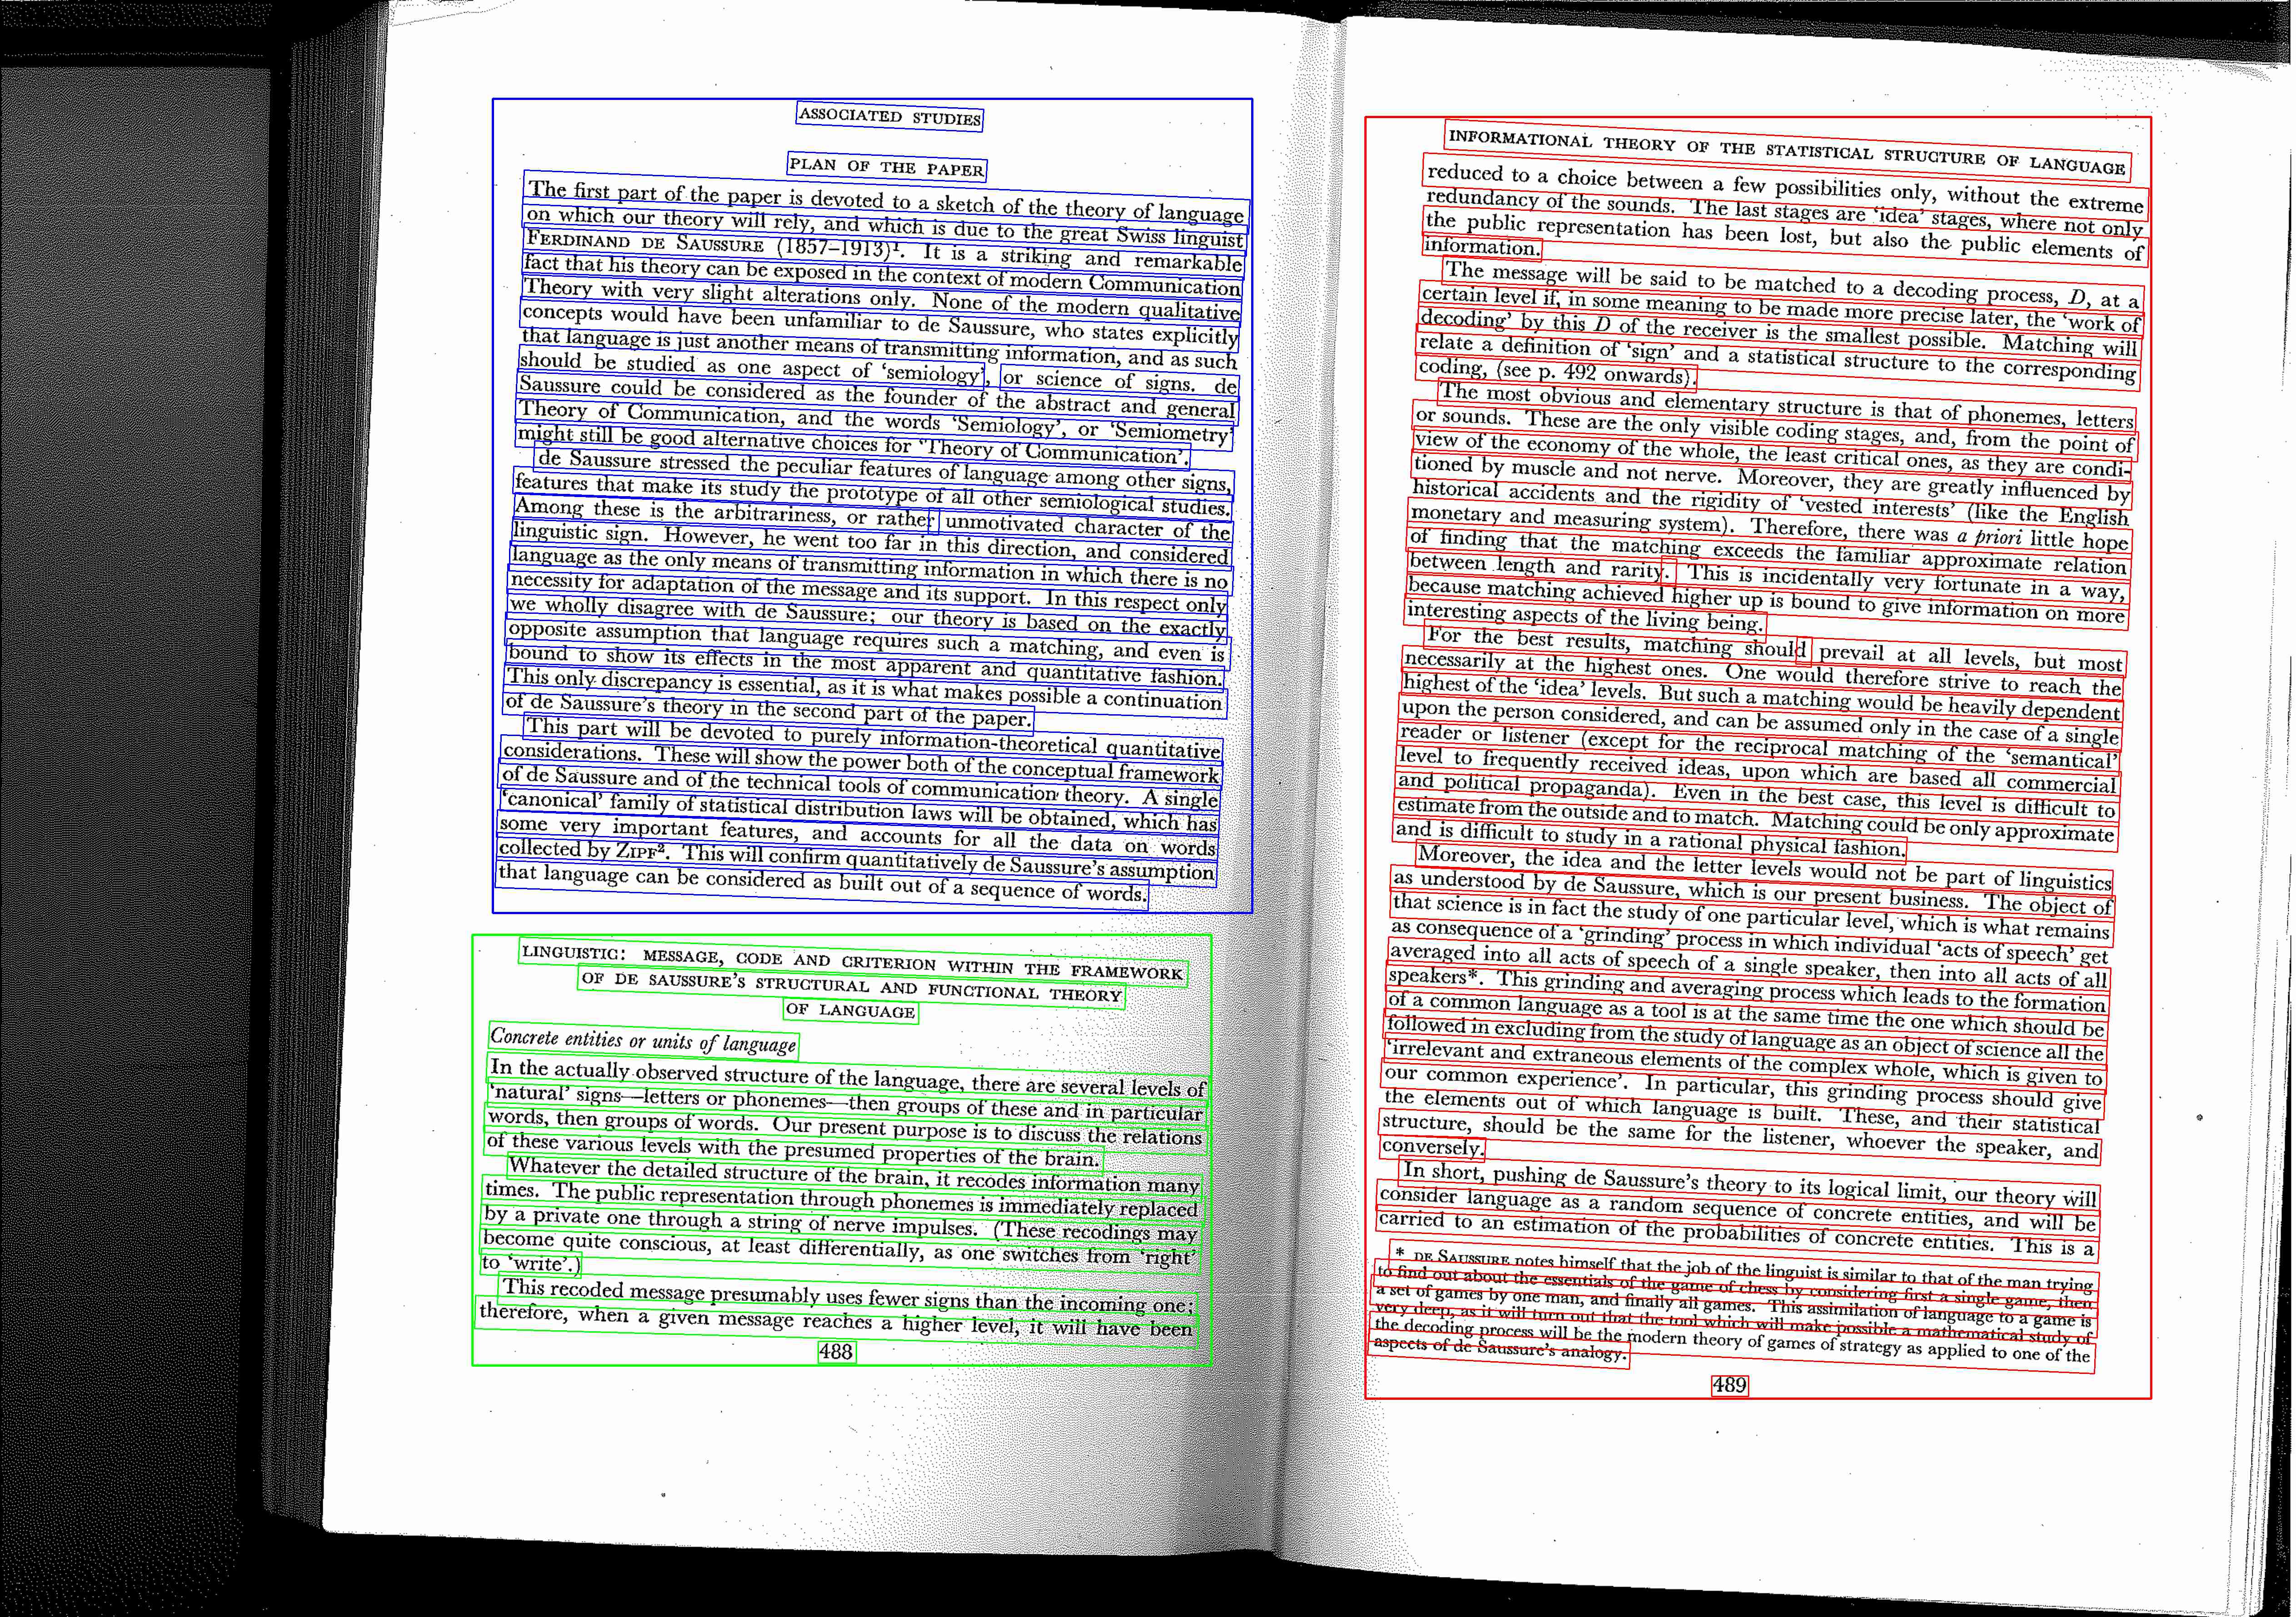 ASSOCIATED STUDIES
PLAN OF THE PAPER
The first part of the paper is devoted to a sketch of the theory of language
on which our theory will rely, and which is due to the great Swiss linguist
FERDINAND DE SAUSSURE (1857–1913)¹. It is a striking and remarkable
fact that his theory can be exposed in the context of modern Communication
Theory with very slight alterations only. None of the modern qualitative
concepts would have been unfamiliar to de Saussure, who states explicitly
that language is just another means of transmitting information, and as such
should be studied as one aspect of 'semiology', or science of signs. de
Saussure could be considered as the founder of the abstract and general
Theory of Communication, and the words 'Semiology', or 'Semiometry'
might still be good alternative choices for 'Theory of Communication'.
de Saussure stressed the peculiar features of language among other signs,
features that make its study the prototype of all other semiological studies.
Among these is the arbitrariness, or rather unmotivated character of the
linguistic sign. However, he went too far in this direction, and considered
language as the only means of transmitting information in which there is no
necessity for adaptation of the message and its support. In this respect only
we wholly disagree with de Saussure; our theory is based on the exactly
opposite assumption that language requires such a matching, and even is
bound to show its effects in the most apparent and quantitative fashion.
This only discrepancy is essential, as it is what makes possible a continuation
of de Saussure's theory in the second part of the paper.
This part will be devoted to purely information-theoretical quantitative
considerations. These will show the power both of the conceptual framework
of de Saussure and of the technical tools of communication theory. A single
'canonical' family of statistical distribution laws will be obtained, which has
some very important features, and accounts for all the data on words
collected by ZIPF². This will confirm quantitatively de Saussure's assumption
that language can be considered as built out of a sequence of words.
LINGUISTIC: MESSAGE, CODE AND CRITERION WITHIN THE FRAMEWORK
OF DE SAUSSURE'S STRUCTURAL AND FUNCTIONAL THEORY
OF LANGUAGE
Concrete entities or units of language
In the actually observed structure of the language, there are several levels of
'natural' signs—letters or phonemes—then groups of these and in particular
words, then groups of words. Our present purpose is to discuss the relations
of these various levels with the presumed properties of the brain.
Whatever the detailed structure of the brain, it recodes information many
times. The public representation through phonemes is immediately replaced
by a private one through a string of nerve impulses. (These recodings may
become quite conscious, at least differentially, as one switches from 'right'
to 'write'.)
This recoded message presumably uses fewer signs than the incoming one;
therefore, when a given message reaches a higher level, it will have been
488
INFORMATIONAL THEORY OF THE STATISTICAL STRUCTURE OF LANGUAGE
reduced to a choice between a few possibilities only, without the extreme
redundancy of the sounds. The last stages are 'idea' stages, where not only
the public representation has been lost, but also the public elements of
information.
The message will be said to be matched to a decoding process, D, at a
certain level if, in some meaning to be made more precise later, the 'work of
decoding' by this D of the receiver is the smallest possible. Matching will
relate a definition of 'sign' and a statistical structure to the corresponding
coding, (see p. 492 onwards).
The most obvious and elementary structure is that of phonemes, letters
or sounds. These are the only visible coding stages, and, from the point of
view of the economy of the whole, the least critical ones, as they are condi-
tioned by muscle and not nerve. Moreover, they are greatly influenced by
historical accidents and the rigidity of 'vested interests' (like the English
monetary and measuring system). Therefore, there was a priori little hope
of finding that the matching exceeds the familiar approximate relation
between length and rarity. This is incidentally very fortunate in a way,
because matching achieved higher up is bound to give information on more
interesting aspects of the living being.
For the best results, matching should prevail at all levels, but most
necessarily at the highest ones. One would therefore strive to reach the
highest of the 'idea' levels. But such a matching would be heavily dependent
upon the person considered, and can be assumed only in the case of a single
reader or listener (except for the reciprocal matching of the 'semantical'
level to frequently received ideas, upon which are based all commercial
and political propaganda). Even in the best case, this level is difficult to
estimate from the outside and to match. Matching could be only approximate
and is difficult to study in a rational physical fashion.
Moreover, the idea and the letter levels would not be part of linguistics
as understood by de Saussure, which is our present business. The object of
that science is in fact the study of one particular level, which is what remains
as consequence of a 'grinding' process in which individual 'acts of speech' get
averaged into all acts of speech of a single speaker, then into all acts of all
speakers*. This grinding and averaging process which leads to the formation
of a common language as a tool is at the same time the one which should be
followed in excluding from the study of language as an object of science all the
'irrelevant and extraneous elements of the complex whole, which is given to
our common experience'. In particular, this grinding process should give
the elements out of which language is built. These, and their statistical
structure, should be the same for the listener, whoever the speaker, and
conversely.
In short, pushing de Saussure's theory to its logical limit, our theory will
consider language as a random sequence of concrete entities, and will be
carried to an estimation of the probabilities of concrete entities. This is a
* DE SAUSSURE notes himself that the job of the linguist is similar to that of the man trying
to find out about the essentials of the game of chess by considering first a single game, then
a set of games by one man, and finally all games. This assimilation of language to a game is
very deep, as it will turn out that the tool which will make possible a mathematical study of
the decoding process will be the modern theory of games of strategy as applied to one of the
aspects of de Saussure's analogy.
489